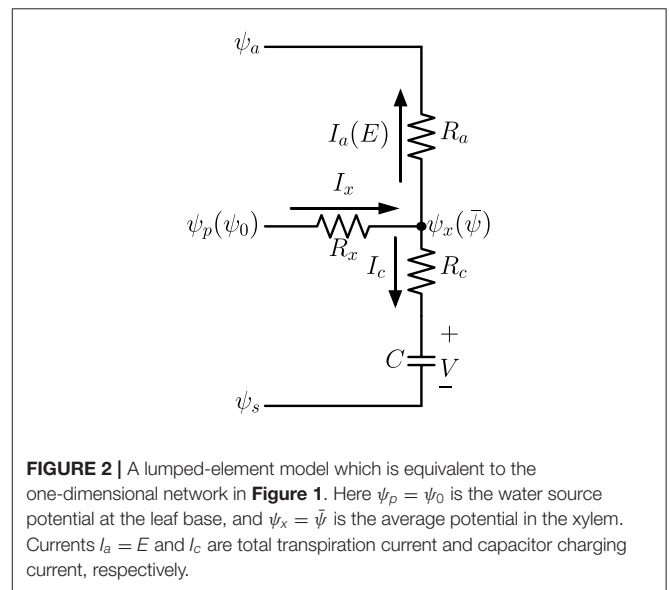 ψₐ
Iₐ(E)
Rₐ
Iₓ
ψₚ(ψ₀)
ψₓ(ψ̄)
Rₓ
I_c
R_c
+
C
V
−
ψₛ
FIGURE 2 | A lumped-element model which is equivalent to the
one-dimensional network in Figure 1. Here ψₚ = ψ₀ is the water source
potential at the leaf base, and ψₓ = ψ̄ is the average potential in the xylem.
Currents Iₐ = E and I_c are total transpiration current and capacitor charging
current, respectively.